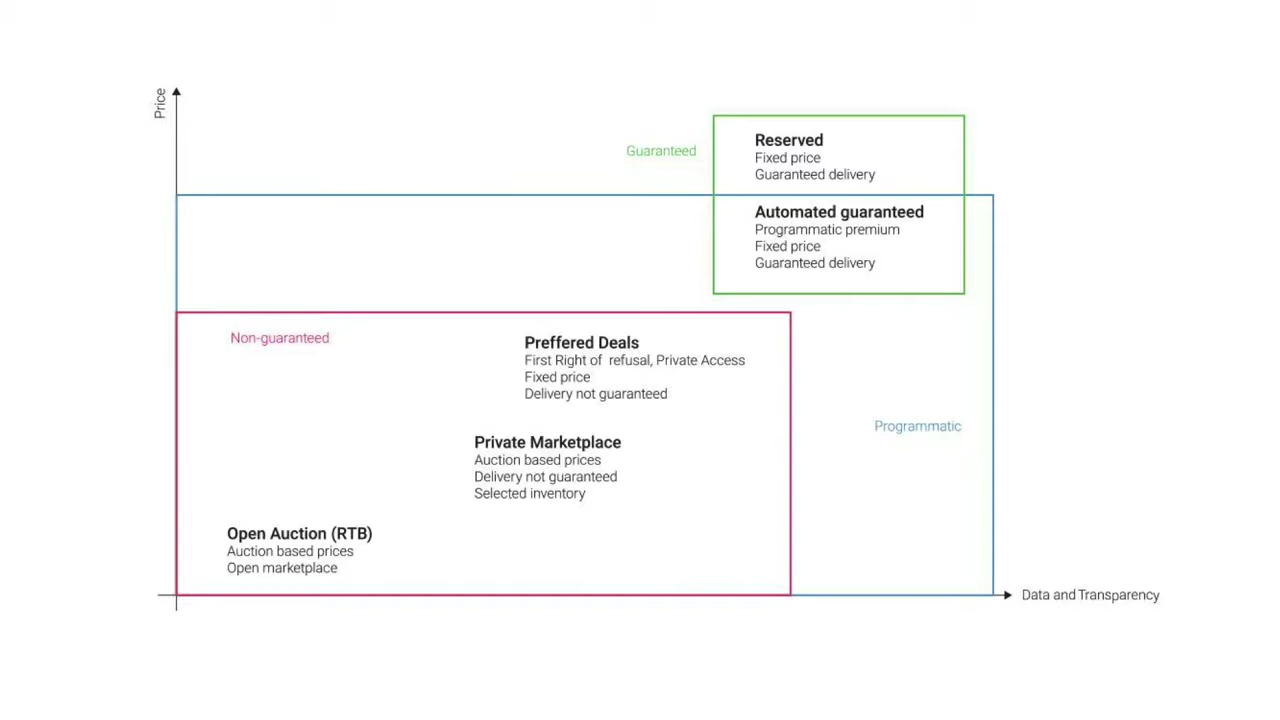 Price
Guaranteed
Reserved
Fixed price
Guaranteed delivery
Automated guaranteed
Programmatic premium
Fixed price
Guaranteed delivery
Non-guaranteed
Preffered Deals
First Right of refusal, Private Access
Fixed price
Delivery not guaranteed
Programmatic
Private Marketplace
Auction based prices
Delivery not guaranteed
Selected inventory
Open Auction (RTB)
Auction based prices
Open marketplace
Data and Transparency